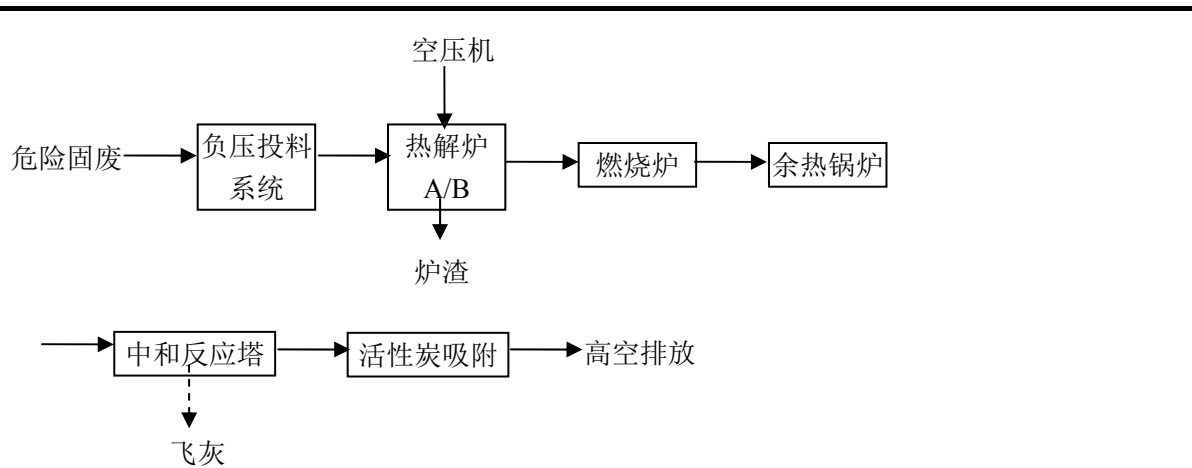 空压机
危险固废
负压投料
系统
热解炉
A/B
燃烧炉
余热锅炉
炉渣
中和反应塔
活性炭吸附
高空排放
飞灰